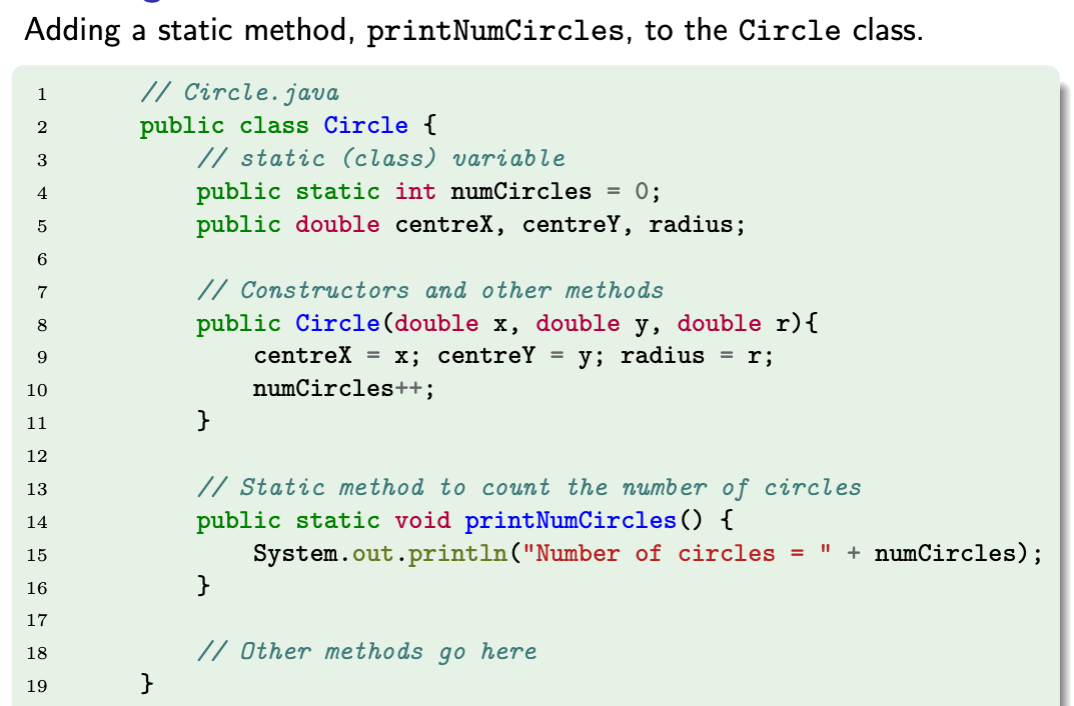 Adding a static method, printNumCircles, to the Circle class.
1 // Circle.java
2 public class Circle {
3 // static (class) variable
4 public static int numCircles = 0;
5 public double centreX, centreY, radius;
6
7 // Constructors and other methods
8 public Circle(double x, double y, double r){
9 centreX = x; centreY = y; radius = r;
10 numCircles++;
11 }
12
13 // Static method to count the number of circles
14 public static void printNumCircles() {
15 System.out.println("Number of circles = " + numCircles);
16 }
17
18 // Other methods go here
19 }